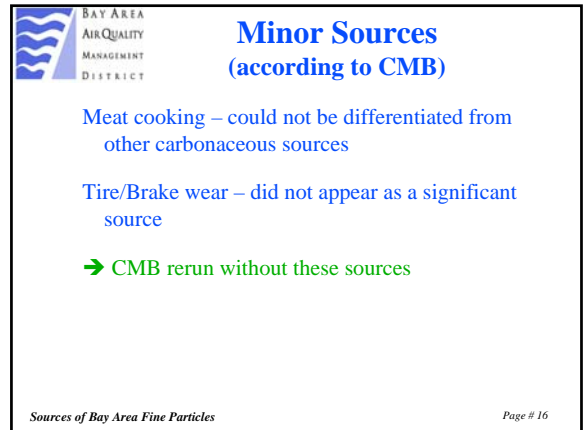 BAY AREA
AIR QUALITY
MANAGEMENT
DISTRICT
Minor Sources
(according to CMB)
Meat cooking – could not be differentiated from
other carbonaceous sources
Tire/Brake wear – did not appear as a significant
source
➔ CMB rerun without these sources
Sources of Bay Area Fine Particles
Page # 16